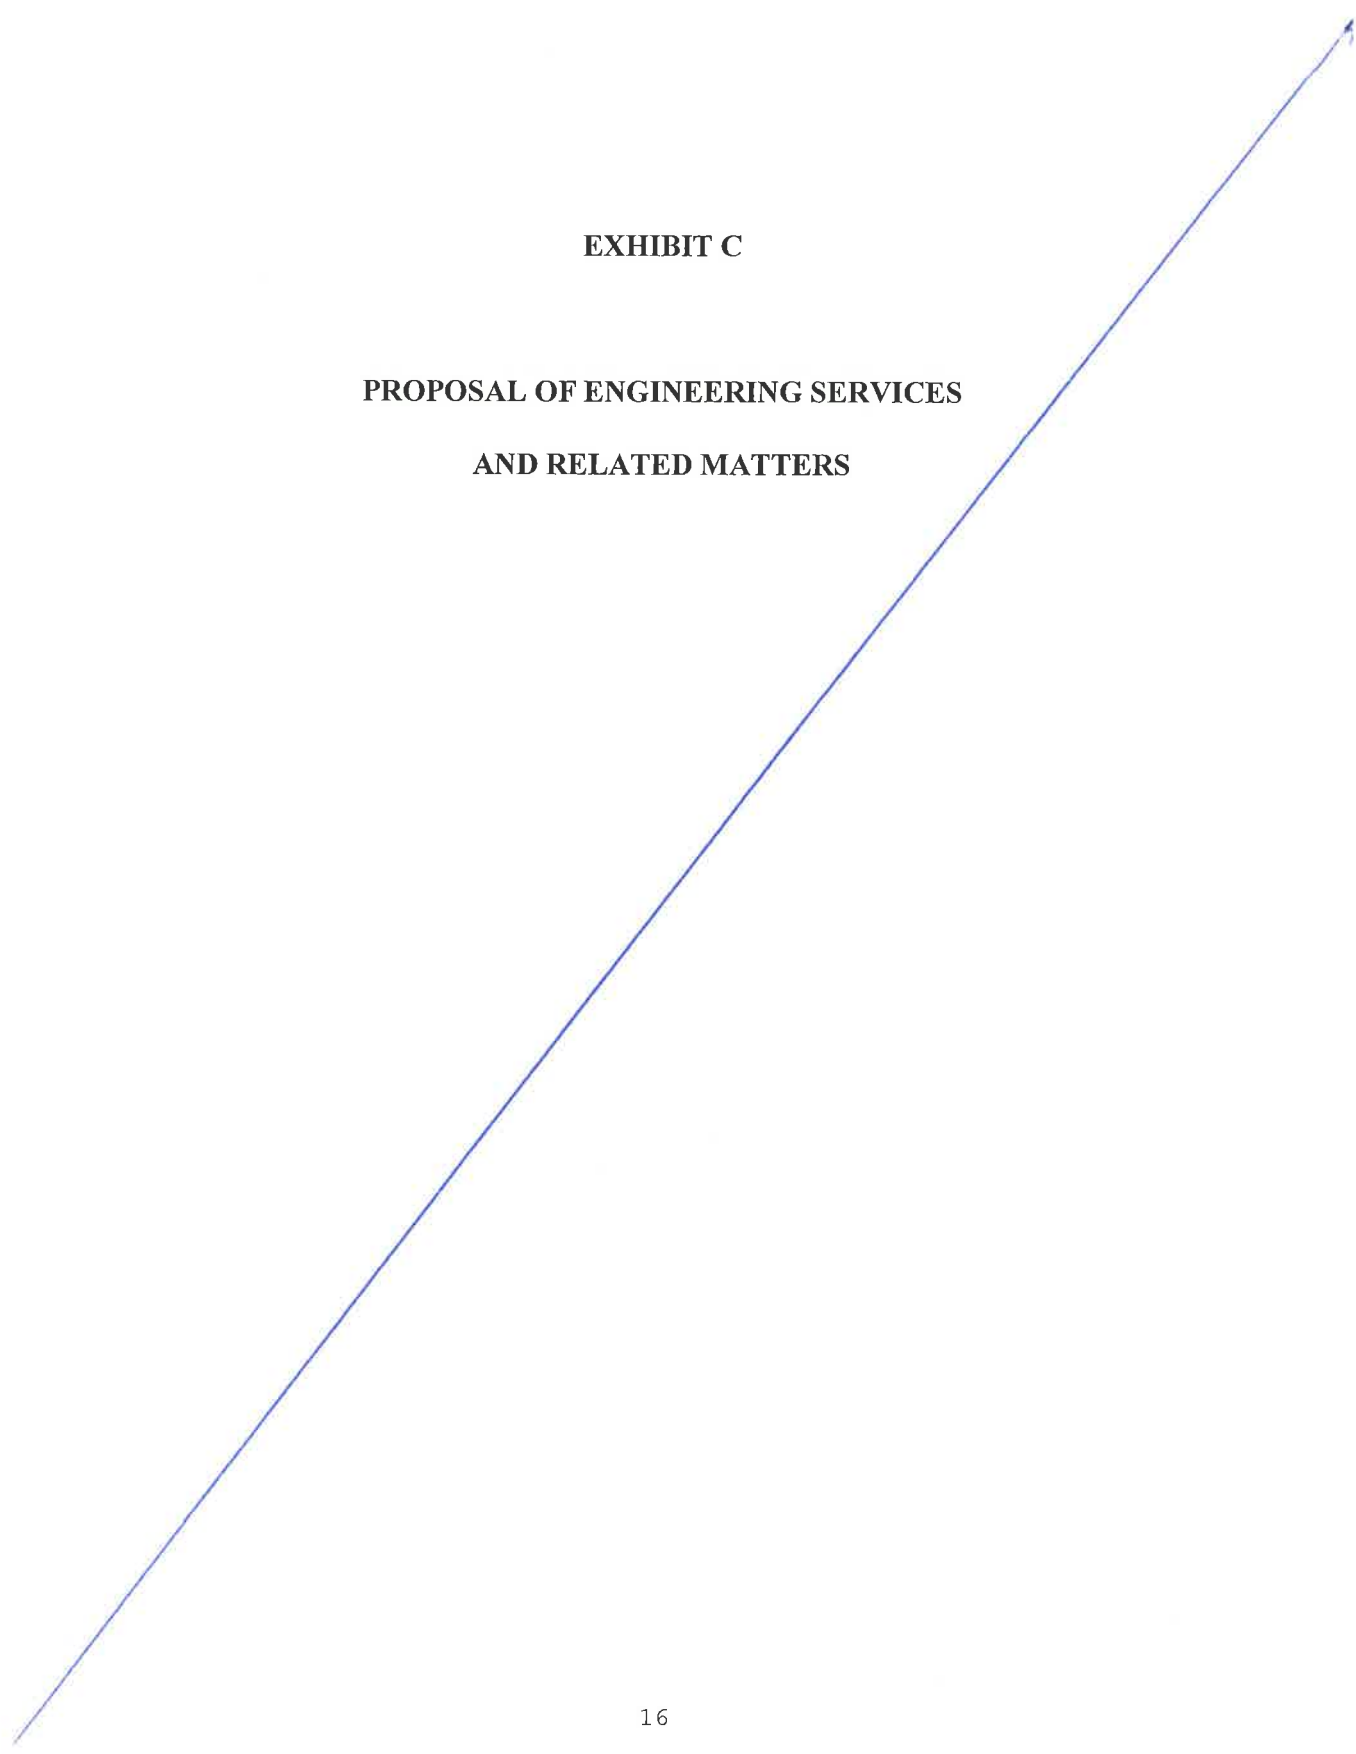 EXHIBIT C
PROPOSAL OF ENGINEERING SERVICES
AND RELATED MATTERS
16